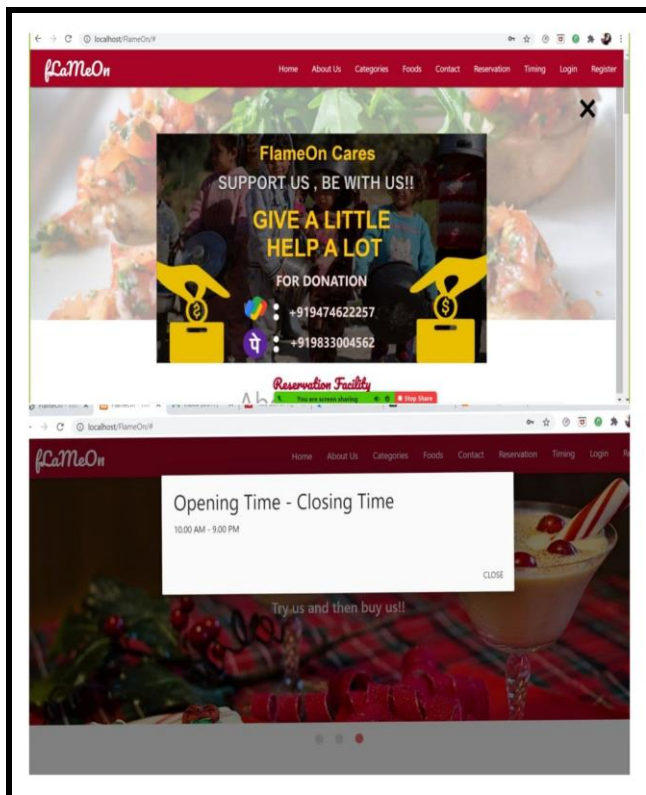 localhost/FlameOn/#
fLaMeOn
Home About Us Categories Foods Contact Reservation Timing Login Register
X
FlameOn Cares
SUPPORT US , BE WITH US!!
GIVE A LITTLE
HELP A LOT
FOR DONATION
+919474622257
पे +919833004562
Reservation Facility
Ab
You are screen sharing Stop Share
localhost/FlameOn/#
fLaMeOn
Home About Us Categories Foods Contact Reservation Timing Login Re
Opening Time - Closing Time
10.00 AM - 9.00 PM
CLOSE
Try us and then buy us!!